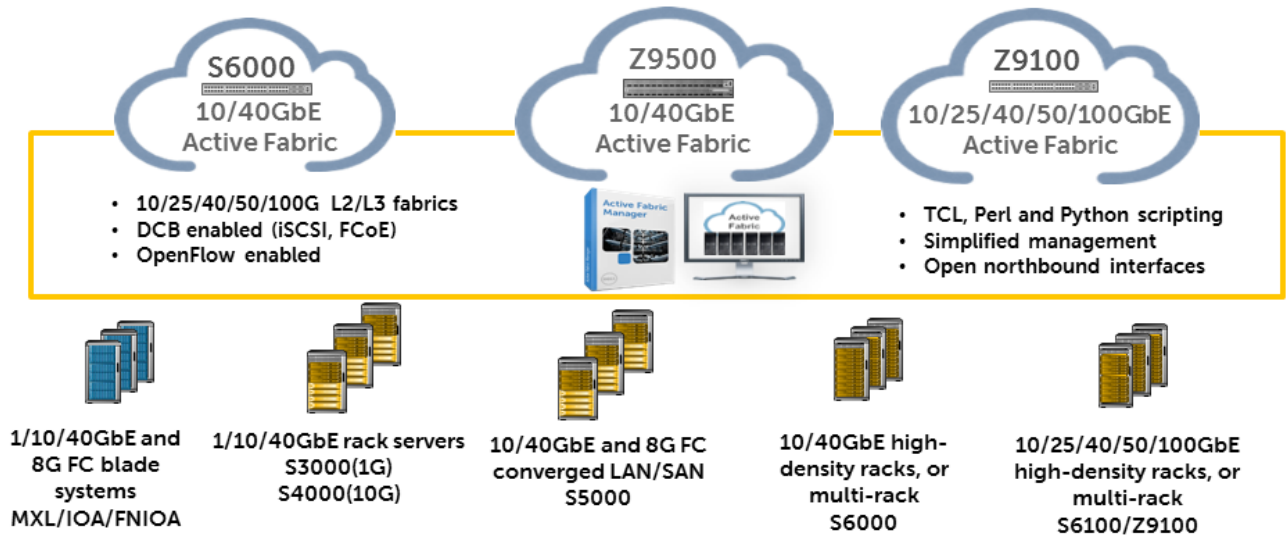 S6000
10/40GbE
Active Fabric
Z9500
10/40GbE
Active Fabric
Z9100
10/25/40/50/100GbE
Active Fabric
• 10/25/40/50/100G L2/L3 fabrics
• DCB enabled (iSCSI, FCoE)
• OpenFlow enabled
Active Fabric
Manager
Active
Fabric
• TCL, Perl and Python scripting
• Simplified management
• Open northbound interfaces
1/10/40GbE and
8G FC blade
systems
MXL/IOA/FNIOA
1/10/40GbE rack servers
S3000(1G)
S4000(10G)
10/40GbE and 8G FC
converged LAN/SAN
S5000
10/40GbE high-
density racks, or
multi-rack
S6000
10/25/40/50/100GbE
high-density racks, or
multi-rack
S6100/Z9100